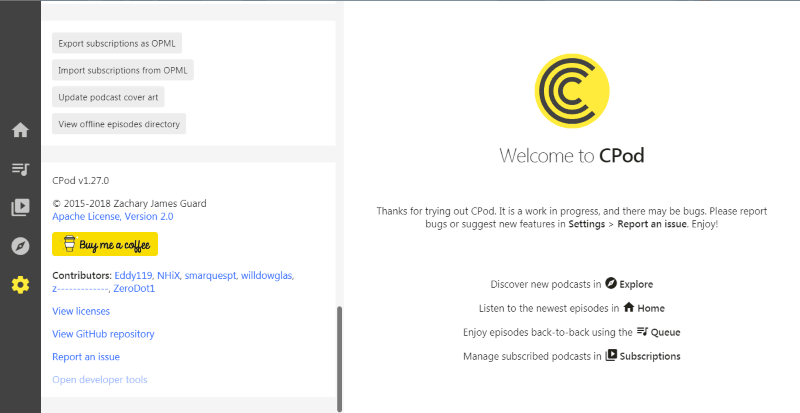 Export subscriptions as OPML
Import subscriptions from OPML
Update podcast cover art
View offline episodes directory
CPod v1.27.0
© 2015-2018 Zachary James Guard
Apache License, Version 2.0
Buy me a coffee
Contributors: Eddy119, NHiX, smarquespt, willdowglas,
z-------------, ZeroDot1
View licenses
View GitHub repository
Report an issue
Open developer tools
Welcome to CPod
Thanks for trying out CPod. It is a work in progress, and there may be bugs. Please report
bugs or suggest new features in Settings > Report an issue. Enjoy!
Discover new podcasts in Explore
Listen to the newest episodes in Home
Enjoy episodes back-to-back using the Queue
Manage subscribed podcasts in Subscriptions